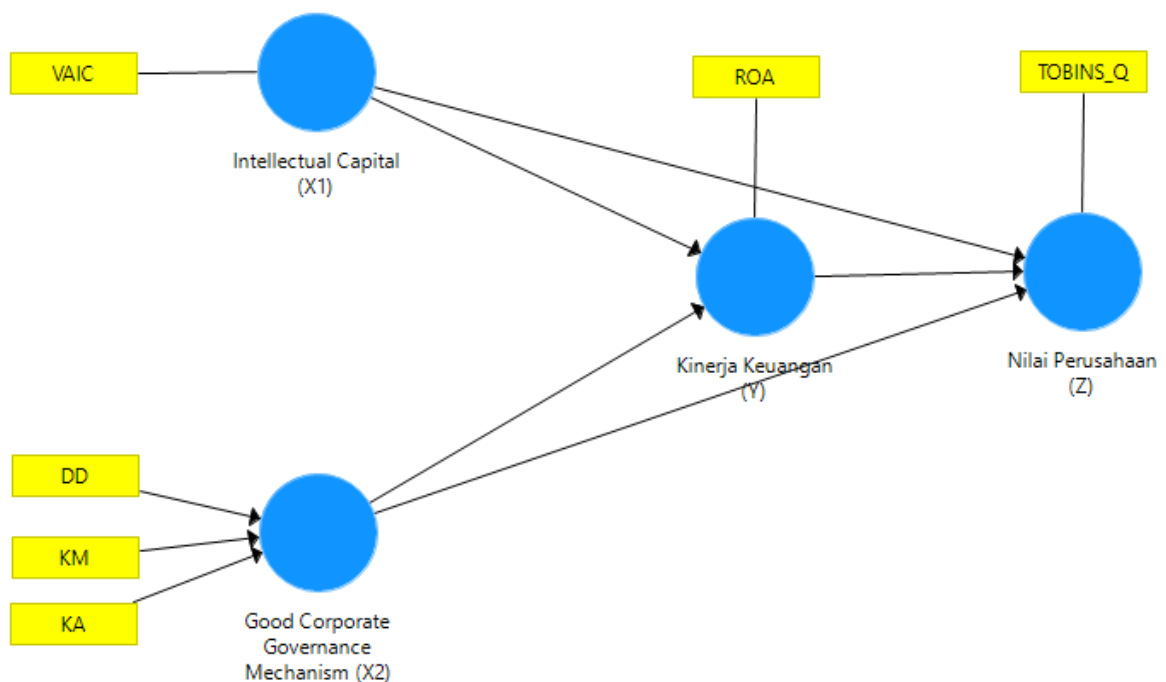 VAIC
Intellectual Capital
(X1)
ROA
TOBINS_Q
Kinerja Keuangan
(Y)
Nilai Perusahaan
(Z)
DD
KM
KA
Good Corporate
Governance
Mechanism (X2)